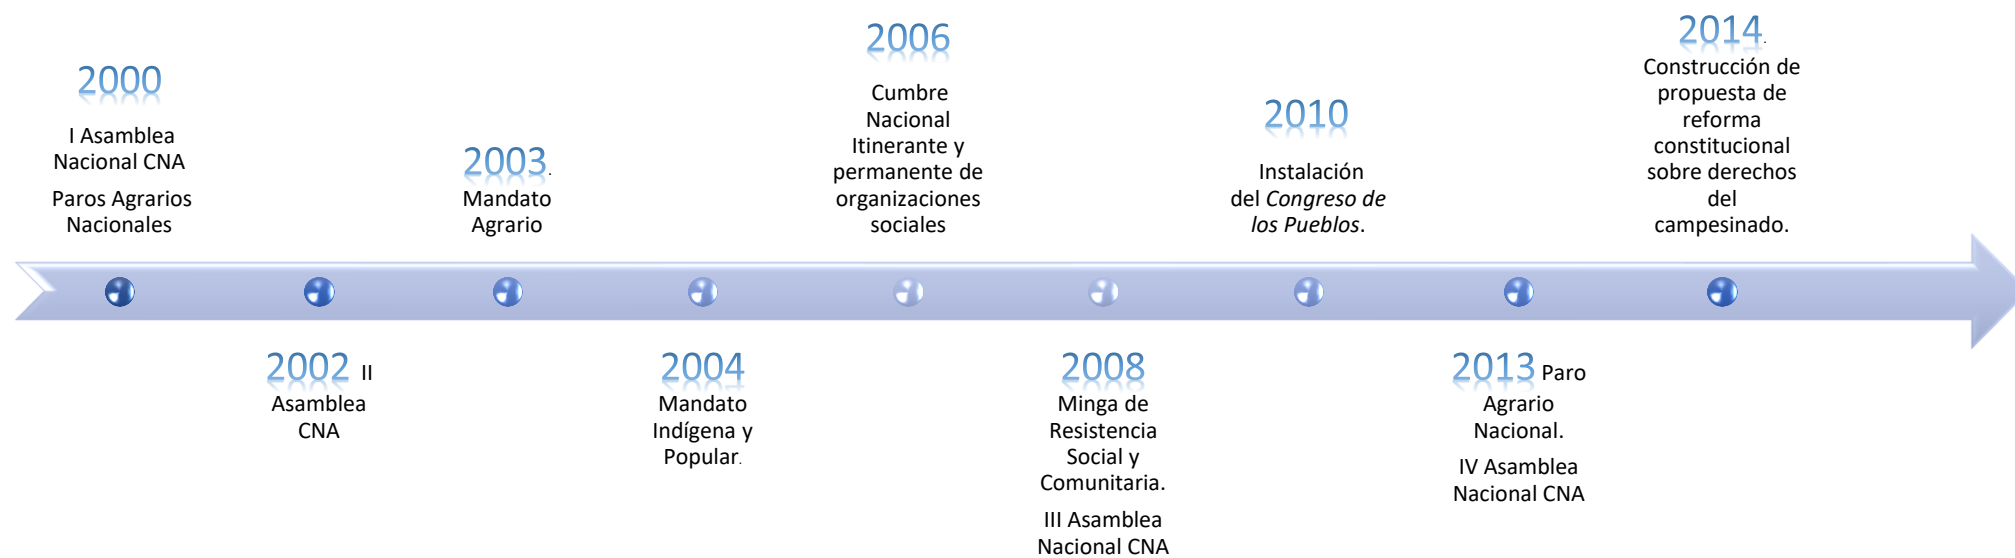 2000
I Asamblea
Nacional CNA
Paros Agrarios
Nacionales
2002 II
Asamblea
CNA
2003.
Mandato
Agrario
2004
Mandato
Indígena y
Popular.
2006
Cumbre
Nacional
Itinerante y
permanente de
organizaciones
sociales
2008
Minga de
Resistencia
Social y
Comunitaria.
III Asamblea
Nacional CNA
2010
Instalación
del Congreso de
los Pueblos.
2013 Paro
Agrario
Nacional.
IV Asamblea
Nacional CNA
2014.
Construcción de
propuesta de
reforma
constitucional
sobre derechos
del
campesinado.